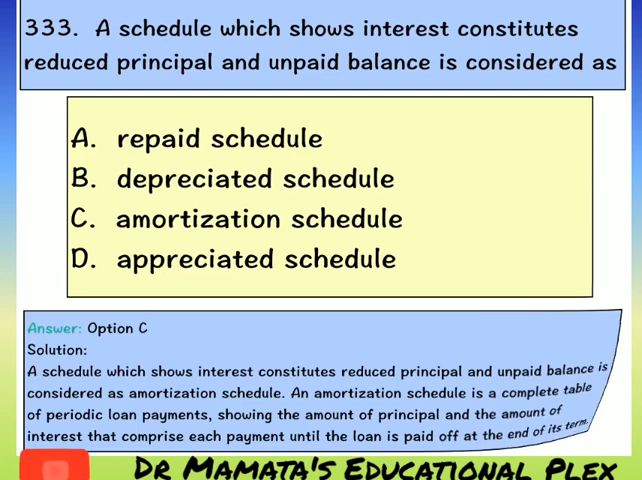 333. A schedule which shows interest constitutes
reduced principal and unpaid balance is considered as
A. repaid schedule
B. depreciated schedule
C. amortization schedule
D. appreciated schedule
Answer: Option C
Solution:
A schedule which shows interest constitutes reduced principal and unpaid balance is
considered as amortization schedule. An amortization schedule is a complete table
of periodic loan payments, showing the amount of principal and the amount of
interest that comprise each payment until the loan is paid off at the end of its term.
DR MAMATA'S EDUCATIONAL PLEX